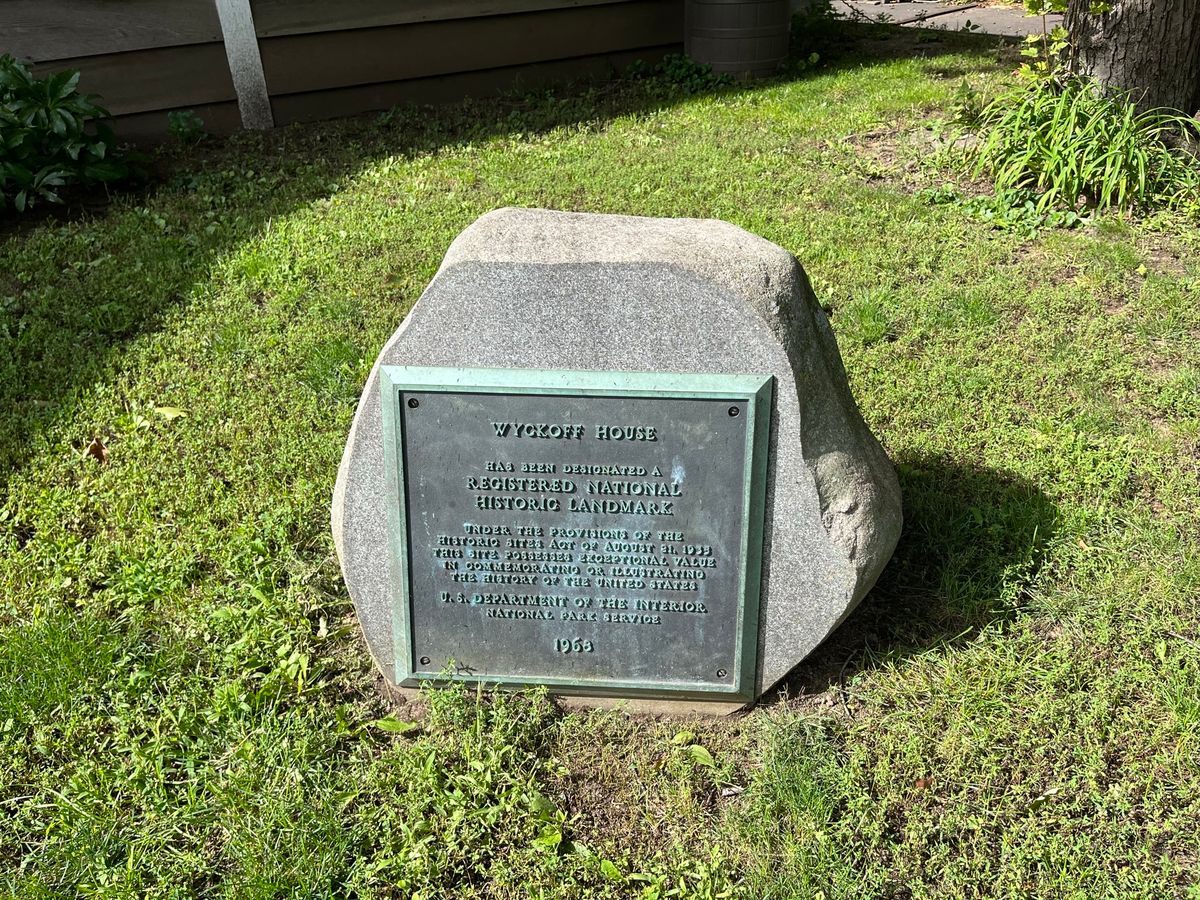 WYCKOFF HOUSE
HAS BEEN DESIGNATED A
REGISTERED NATIONAL
HISTORIC LANDMARK
UNDER THE PROVISIONS OF THE
HISTORIC SITES ACT OF AUGUST 21, 1935
THIS SITE POSSESSES EXCEPTIONAL VALUE
IN COMMEMORATING OR ILLUSTRATING
THE HISTORY OF THE UNITED STATES
U. S. DEPARTMENT OF THE INTERIOR
NATIONAL PARK SERVICE
1968